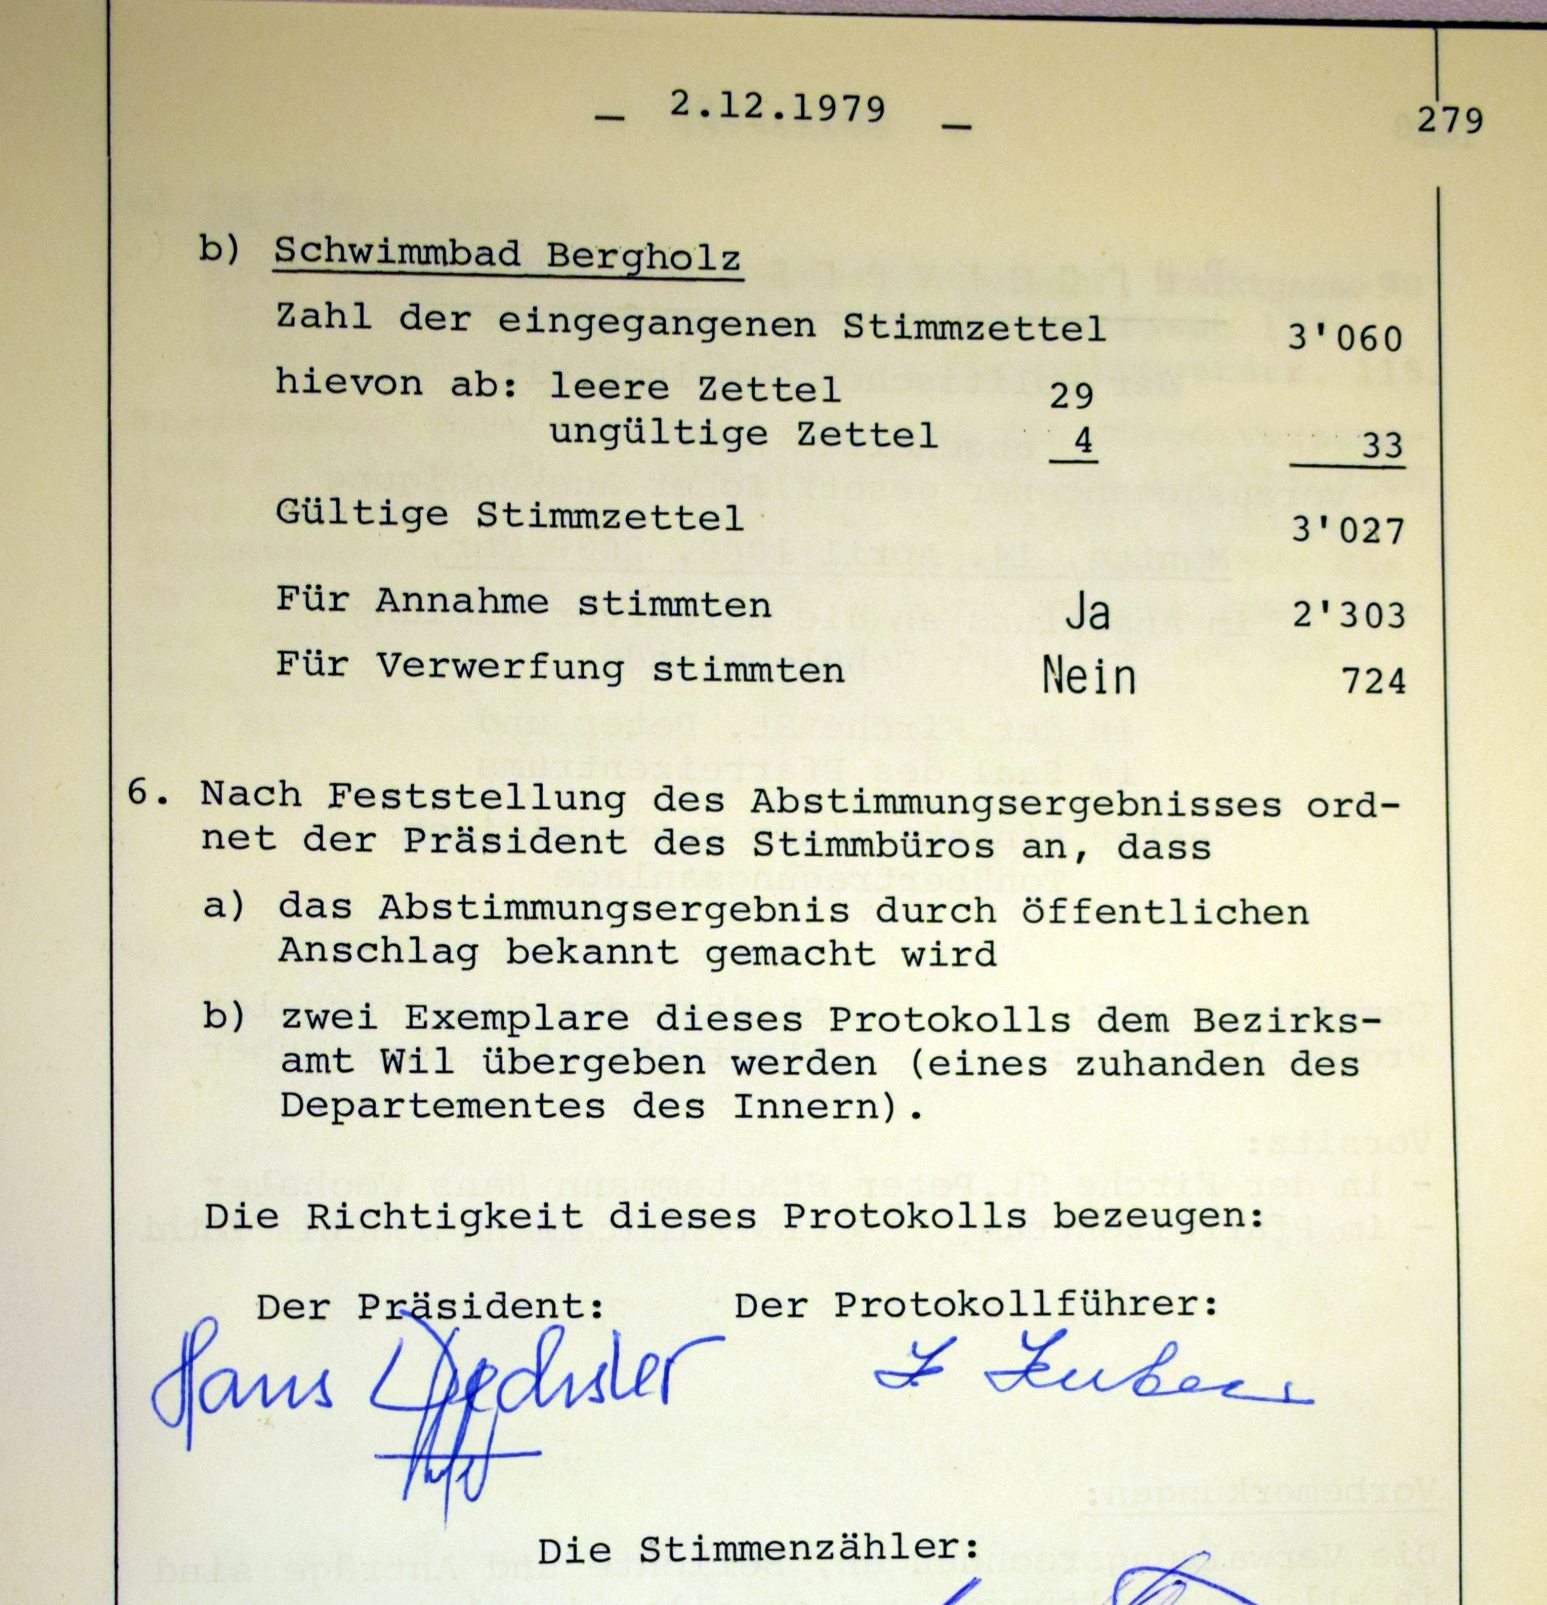 _ 2.12.1979 _
279
b) Schwimmbad Bergholz
Zahl der eingegangenen Stimmzettel 3'060
hievon ab: leere Zettel 29
ungültige Zettel 4 33
Gültige Stimmzettel 3'027
Für Annahme stimmten Ja 2'303
Für Verwerfung stimmten Nein 724
6. Nach Feststellung des Abstimmungsergebnisses ord-
net der Präsident des Stimmbüros an, dass
a) das Abstimmungsergebnis durch öffentlichen
Anschlag bekannt gemacht wird
b) zwei Exemplare dieses Protokolls dem Bezirks-
amt Wil übergeben werden (eines zuhanden des
Departementes des Innern).
Die Richtigkeit dieses Protokolls bezeugen:
Der Präsident: Der Protokollführer:
Hans Wechsler
Die Stimmenzähler: